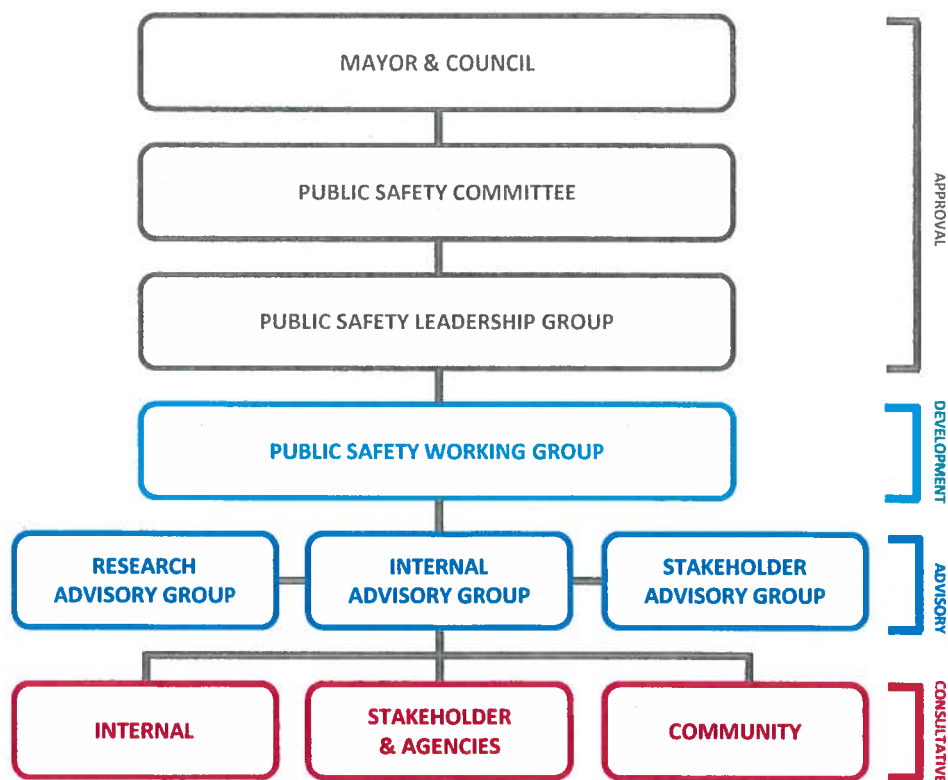 MAYOR & COUNCIL
PUBLIC SAFETY COMMITTEE
PUBLIC SAFETY LEADERSHIP GROUP
APPROVAL
PUBLIC SAFETY WORKING GROUP
DEVELOPMENT
RESEARCH
ADVISORY GROUP
INTERNAL
ADVISORY GROUP
STAKEHOLDER
ADVISORY GROUP
ADVISORY
INTERNAL
STAKEHOLDER
& AGENCIES
COMMUNITY
CONSULTATIVE